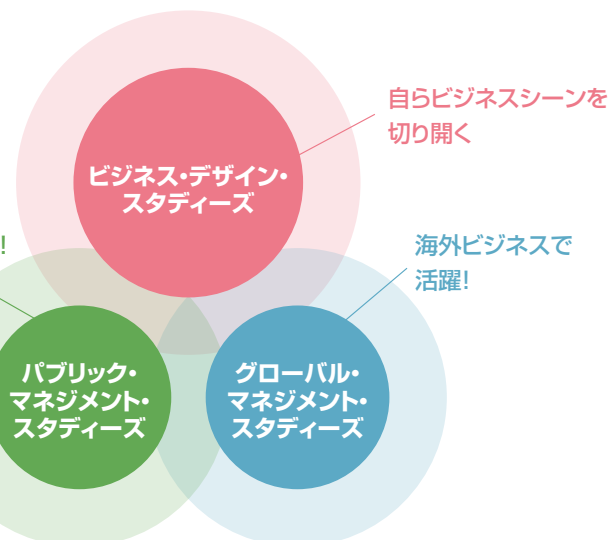 自らビジネスシーンを
切り開く
ビジネス・デザイン・
スタディーズ
!
海外ビジネスで
活躍!
パブリック・
マネジメント・
スタディーズ
グローバル・
マネジメント・
スタディーズ